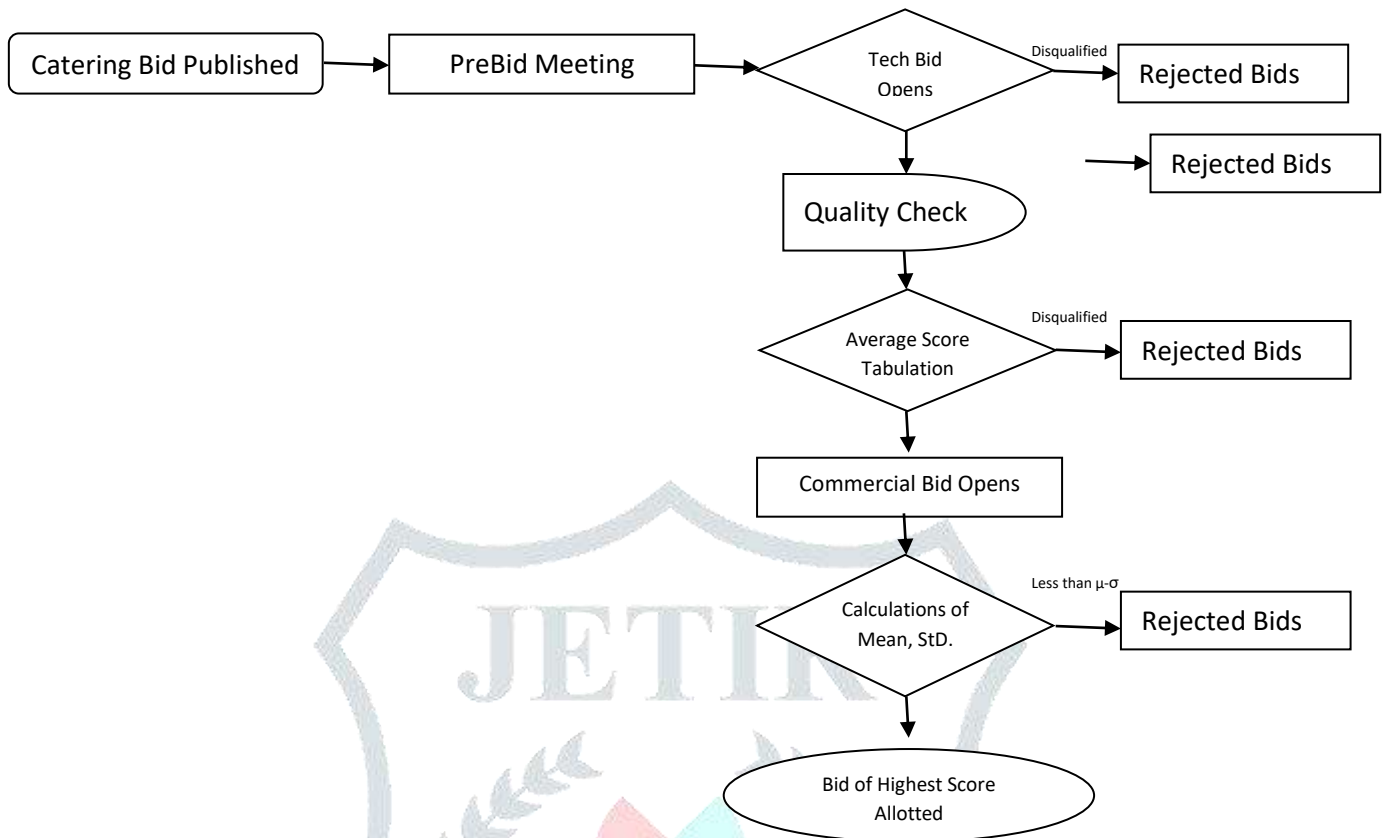 Catering Bid Published
PreBid Meeting
Tech Bid
Opens
Disqualified
Rejected Bids
Rejected Bids
Quality Check
Average Score
Tabulation
Disqualified
Rejected Bids
Commercial Bid Opens
Calculations of
Mean, StD.
Less than μ-σ
Rejected Bids
Bid of Highest Score
Allotted
JETIR